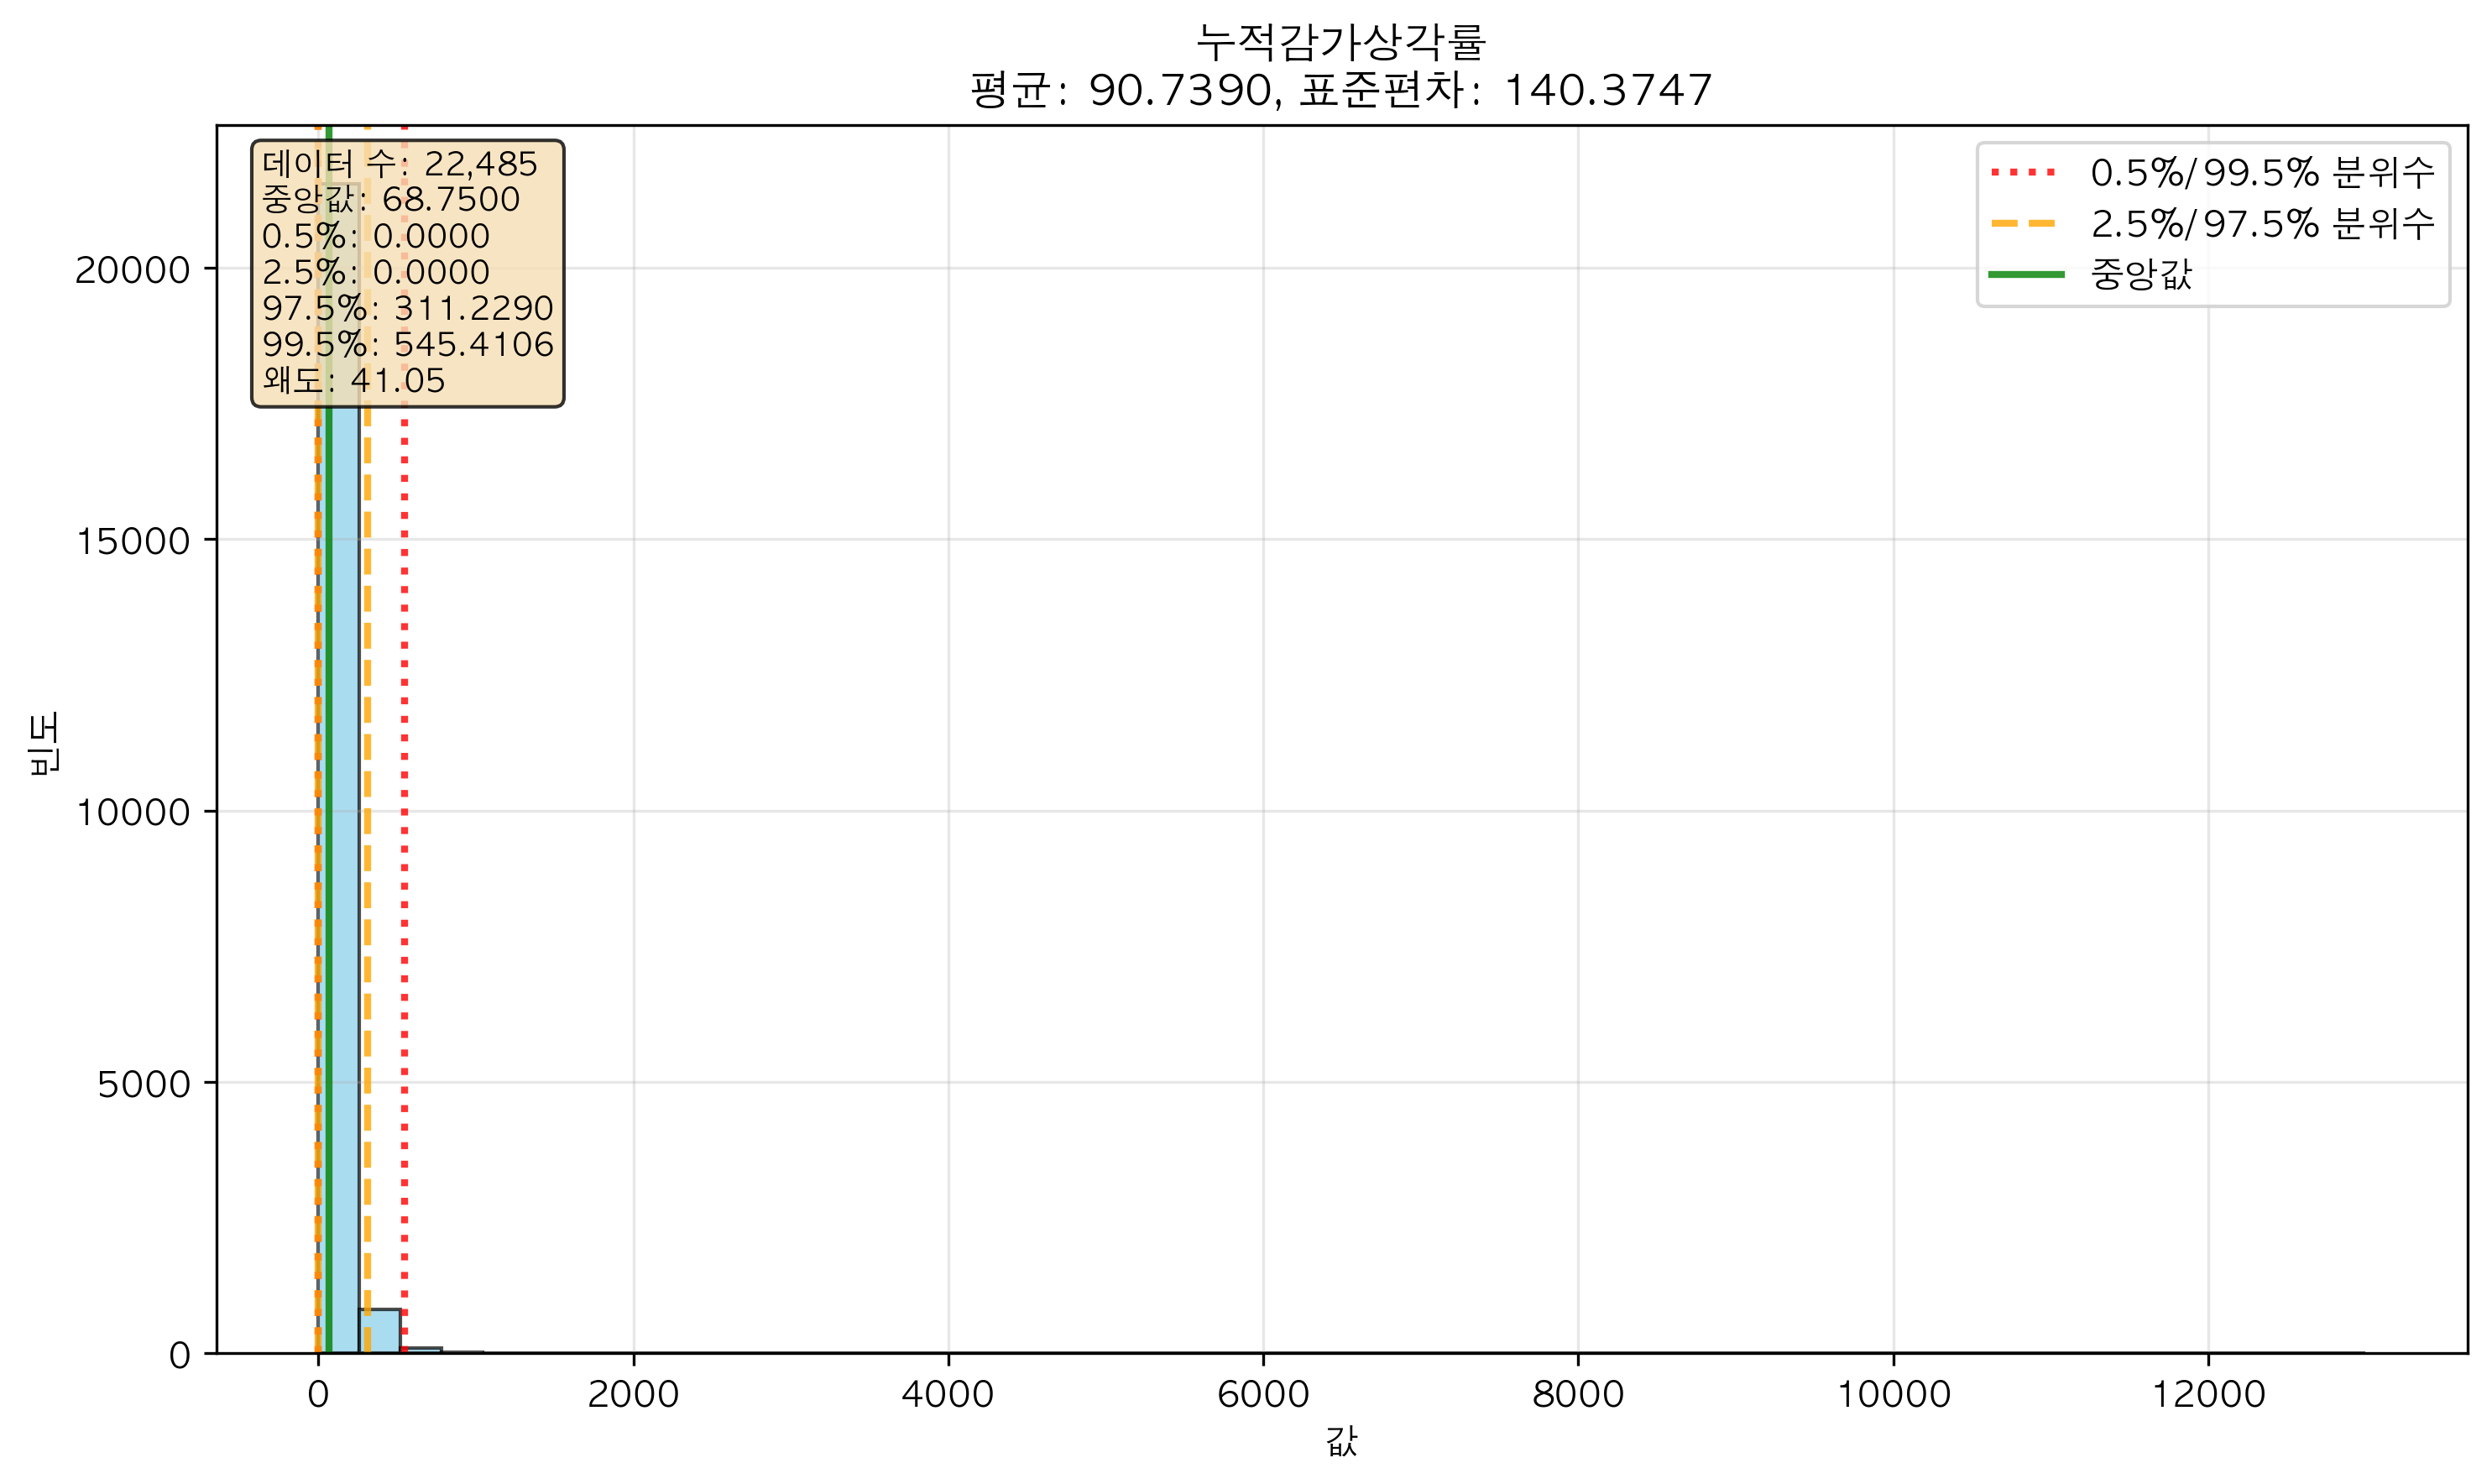 누적감가상각률
평균: 90.7390, 표준편차: 140.3747
데이터 수: 22,485
중앙값: 68.7500
0.5%: 0.0000
2.5%: 0.0000
97.5%: 311.2290
99.5%: 545.4106
왜도: 41.05
0.5%/99.5% 분위수
2.5%/97.5% 분위수
중앙값
빈도
20000
15000
10000
5000
0
0 2000 4000 6000 8000 10000 12000
값